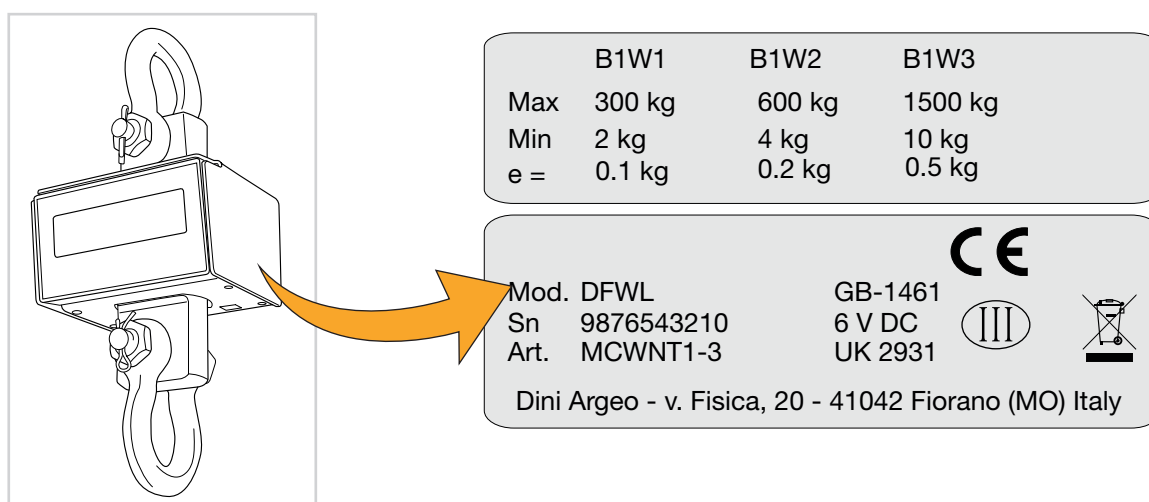 B1W1 B1W2 B1W3
Max 300 kg 600 kg 1500 kg
Min 2 kg 4 kg 10 kg
e = 0.1 kg 0.2 kg 0.5 kg
CE
Mod. DFWL GB-1461
Sn 9876543210 6 V DC
III
Art. MCWNT1-3 UK 2931
Dini Argeo - v. Fisica, 20 - 41042 Fiorano (MO) Italy